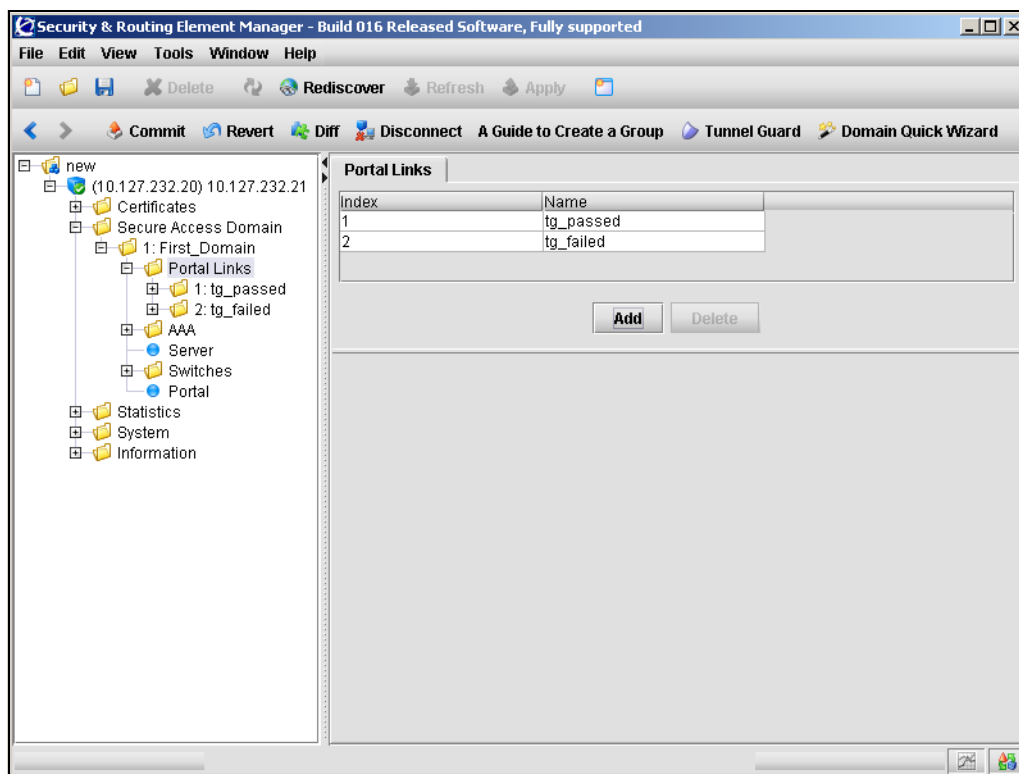 Security & Routing Element Manager - Build 016 Released Software, Fully supported
File Edit View Tools Window Help
Delete Rediscover Refresh Apply
Commit Revert Diff Disconnect A Guide to Create a Group Tunnel Guard Domain Quick Wizard
new
(10.127.232.20) 10.127.232.21
Certificates
Secure Access Domain
1: First_Domain
Portal Links
1: tg_passed
2: tg_failed
AAA
Server
Switches
Portal
Statistics
System
Information
Portal Links
Index Name
1 tg_passed
2 tg_failed
Add Delete